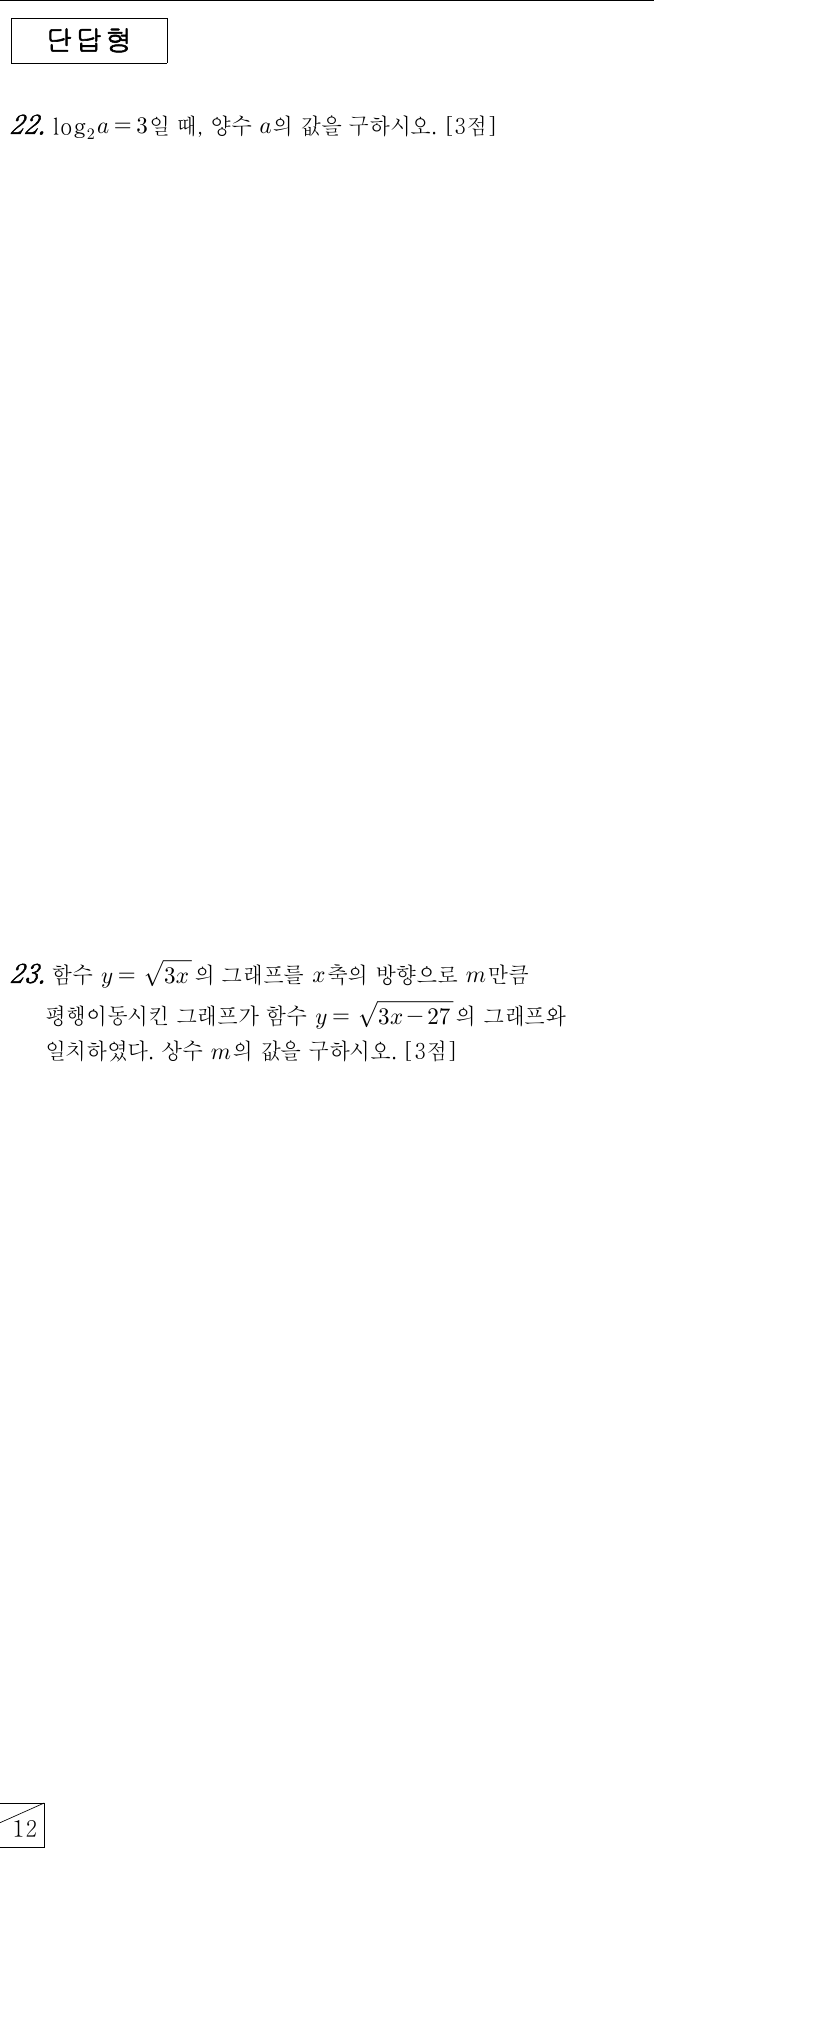 단답형
22. log₂a=3일 때, 양수 a의 값을 구하시오. [3점]
23. 함수 y=√(3x)의 그래프를 x축의 방향으로 m만큼
평행이동시킨 그래프가 함수 y=√(3x-27)의 그래프와
일치하였다. 상수 m의 값을 구하시오. [3점]
12